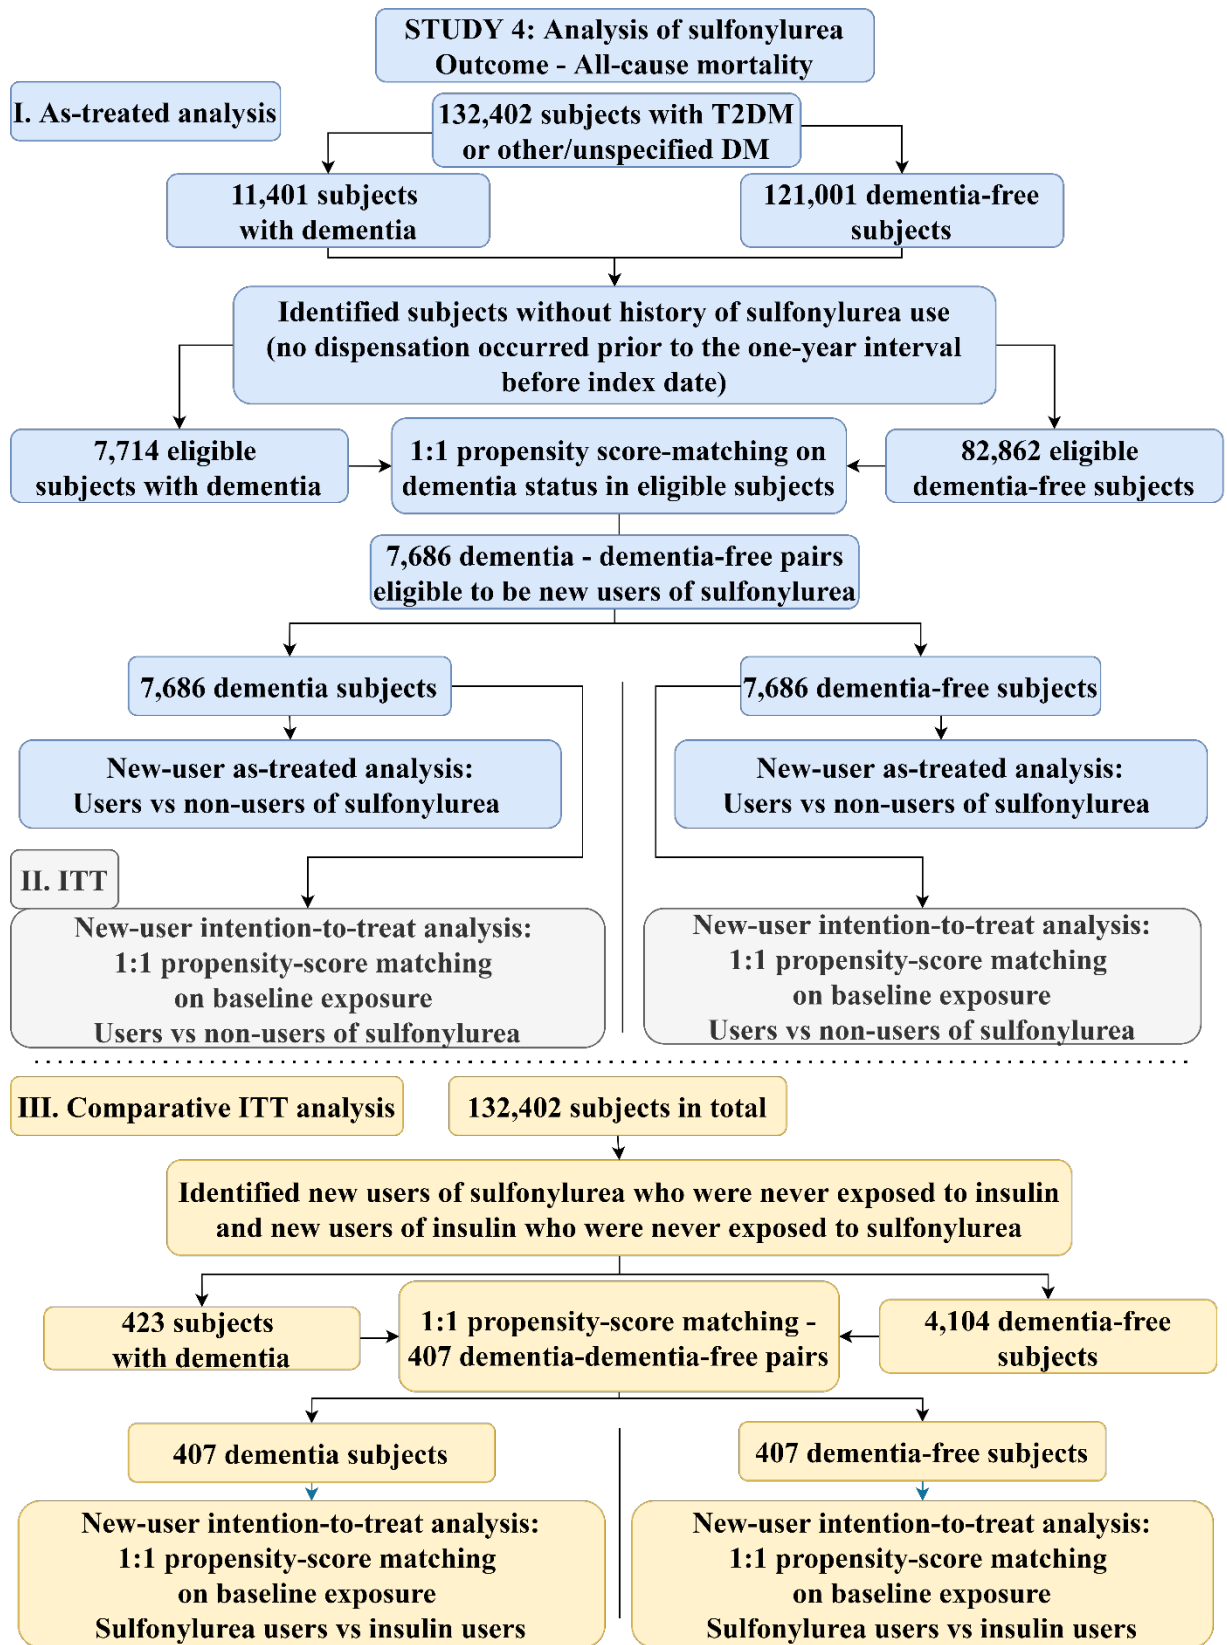 STUDY 4: Analysis of sulfonylurea
Outcome - All-cause mortality
I. As-treated analysis
132,402 subjects with T2DM
or other/unspecified DM
11,401 subjects
with dementia
121,001 dementia-free
subjects
Identified subjects without history of sulfonylurea use
(no dispensation occurred prior to the one-year interval
before index date)
7,714 eligible
subjects with dementia
1:1 propensity score-matching on
dementia status in eligible subjects
82,862 eligible
dementia-free subjects
7,686 dementia - dementia-free pairs
eligible to be new users of sulfonylurea
7,686 dementia subjects
7,686 dementia-free subjects
New-user as-treated analysis:
Users vs non-users of sulfonylurea
New-user as-treated analysis:
Users vs non-users of sulfonylurea
II. ITT
New-user intention-to-treat analysis:
1:1 propensity-score matching
on baseline exposure
Users vs non-users of sulfonylurea
New-user intention-to-treat analysis:
1:1 propensity-score matching
on baseline exposure
Users vs non-users of sulfonylurea
III. Comparative ITT analysis
132,402 subjects in total
Identified new users of sulfonylurea who were never exposed to insulin
and new users of insulin who were never exposed to sulfonylurea
423 subjects
with dementia
1:1 propensity-score matching -
407 dementia-dementia-free pairs
4,104 dementia-free
subjects
407 dementia subjects
407 dementia-free subjects
New-user intention-to-treat analysis:
1:1 propensity-score matching
on baseline exposure
Sulfonylurea users vs insulin users
New-user intention-to-treat analysis:
1:1 propensity-score matching
on baseline exposure
Sulfonylurea users vs insulin users